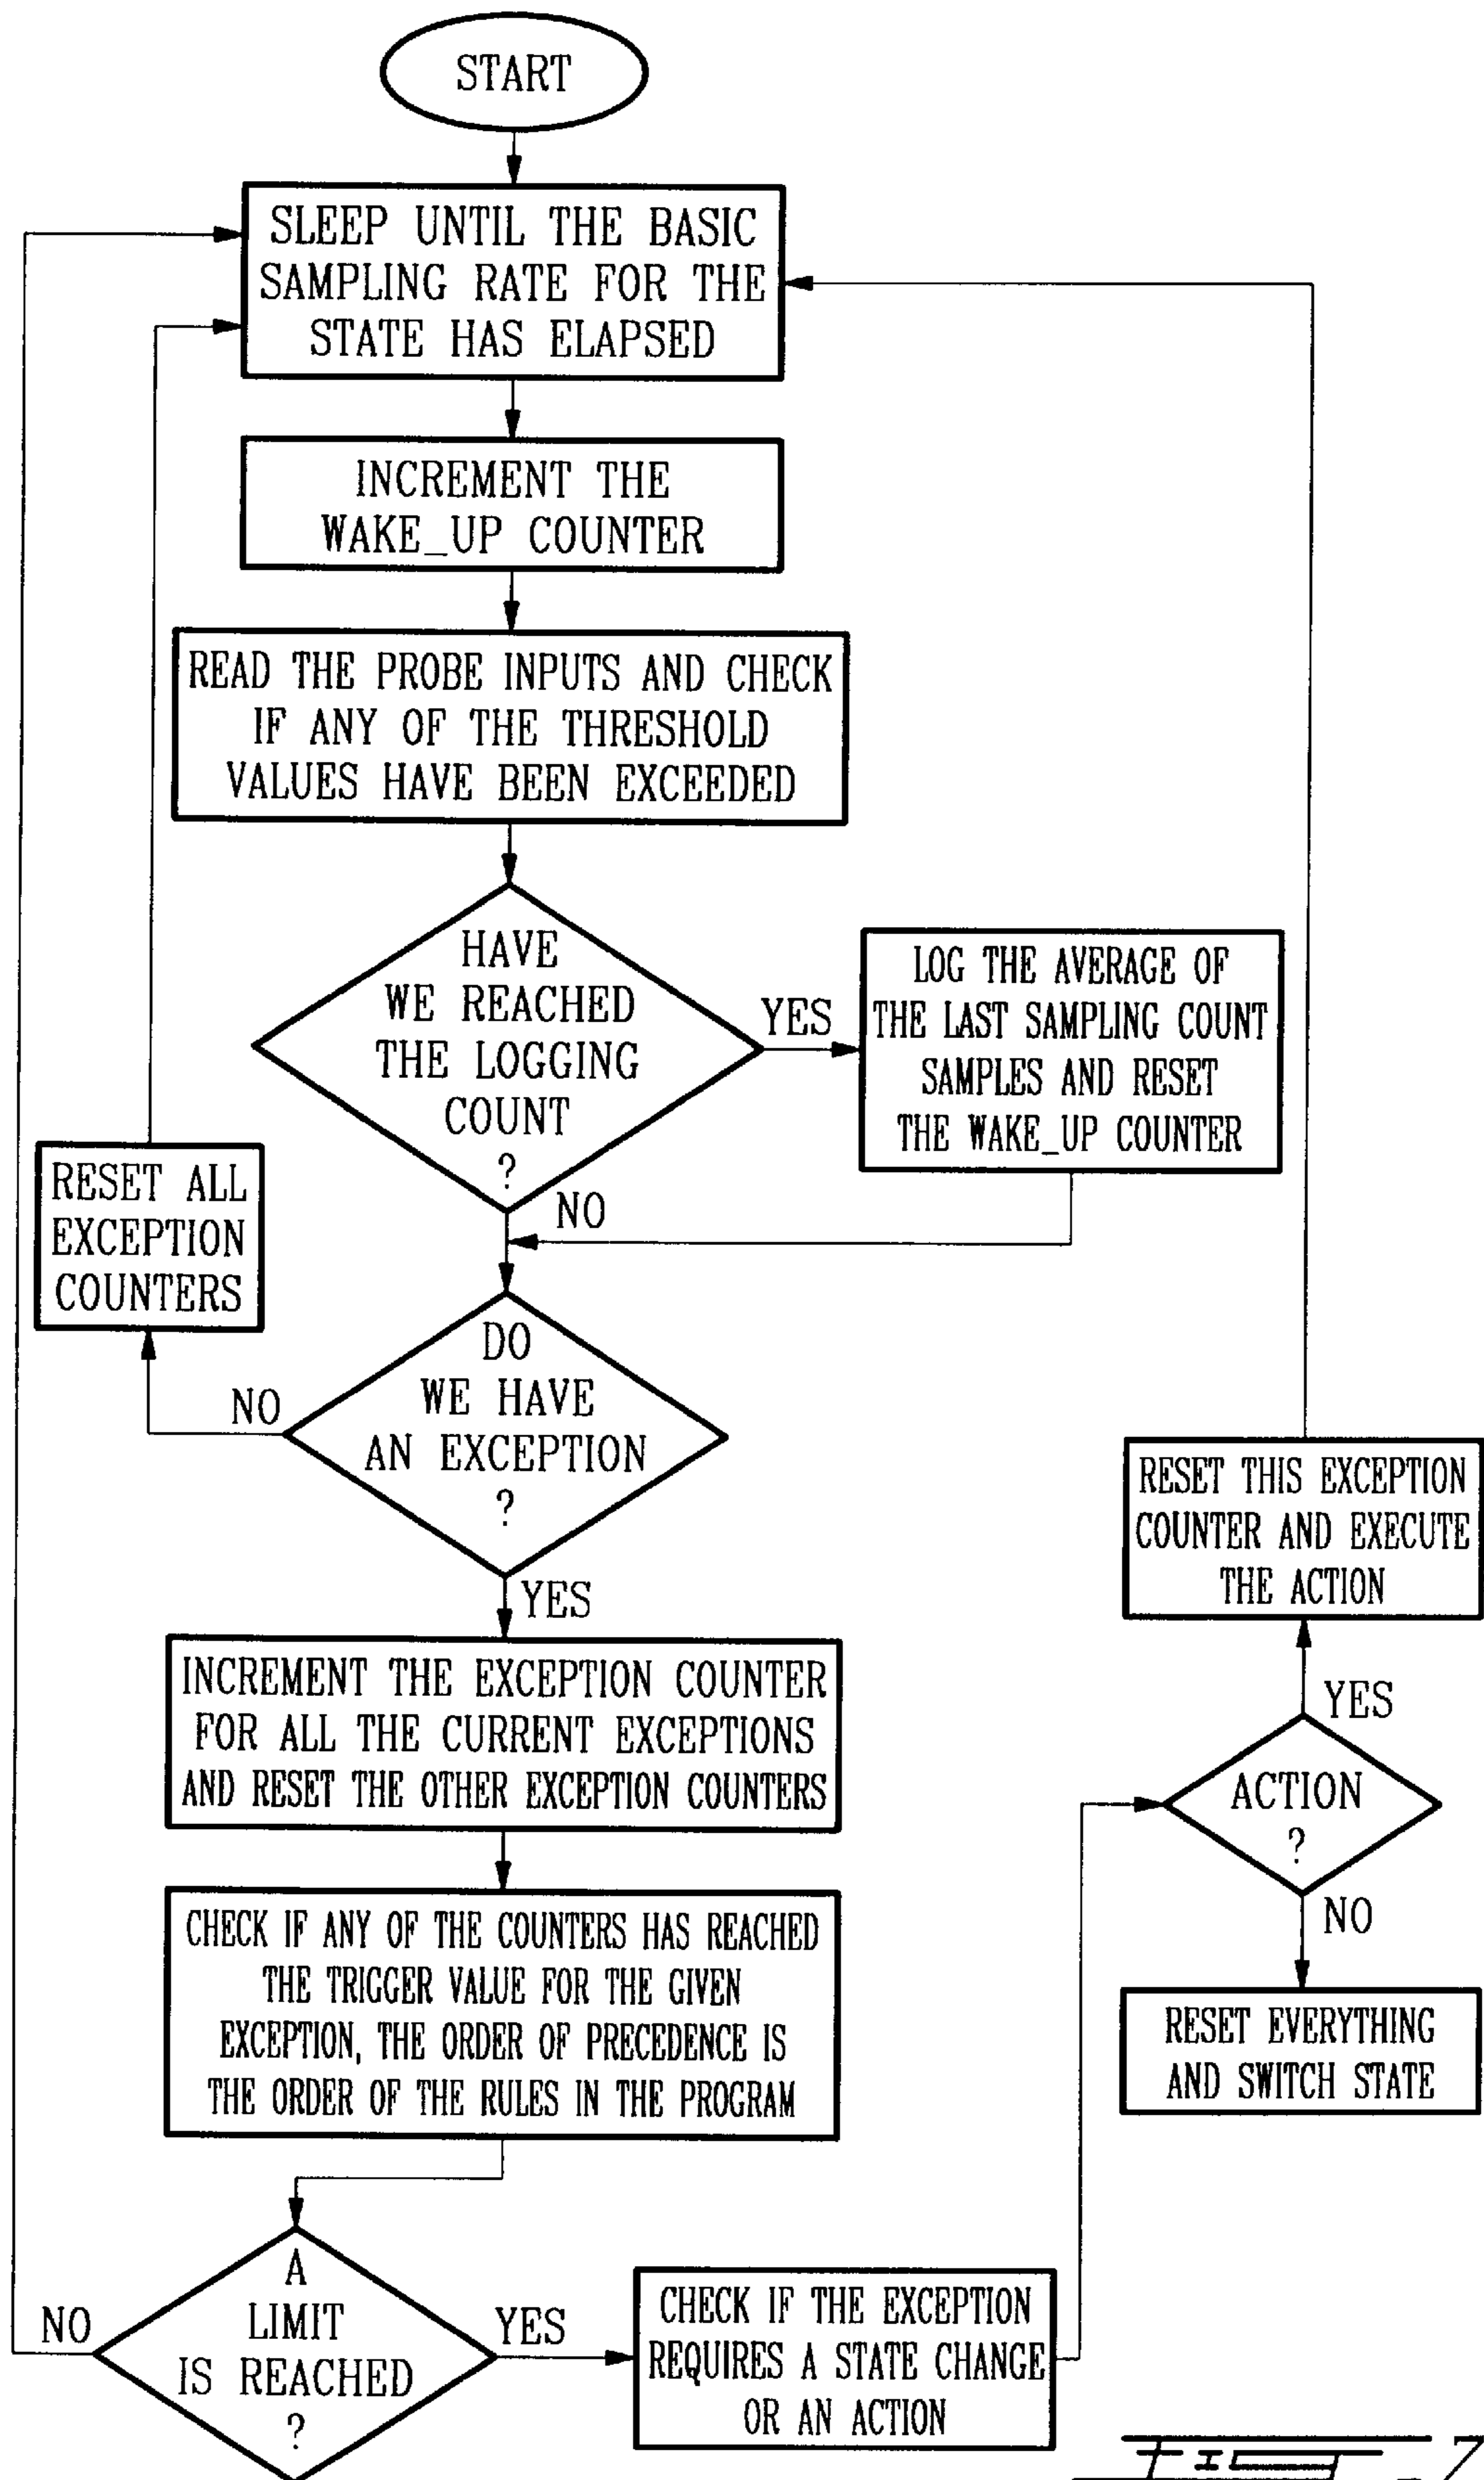 START
SLEEP UNTIL THE BASIC
SAMPLING RATE FOR THE
STATE HAS ELAPSED
INCREMENT THE
WAKE_UP COUNTER
READ THE PROBE INPUTS AND CHECK
IF ANY OF THE THRESHOLD
VALUES HAVE BEEN EXCEEDED
HAVE
WE REACHED
THE LOGGING
COUNT
?
YES
LOG THE AVERAGE OF
THE LAST SAMPLING COUNT
SAMPLES AND RESET
THE WAKE_UP COUNTER
NO
RESET ALL
EXCEPTION
COUNTERS
DO
WE HAVE
AN EXCEPTION
?
NO
YES
INCREMENT THE EXCEPTION COUNTER
FOR ALL THE CURRENT EXCEPTIONS
AND RESET THE OTHER EXCEPTION COUNTERS
CHECK IF ANY OF THE COUNTERS HAS REACHED
THE TRIGGER VALUE FOR THE GIVEN
EXCEPTION, THE ORDER OF PRECEDENCE IS
THE ORDER OF THE RULES IN THE PROGRAM
A
LIMIT
IS REACHED
?
NO
YES
CHECK IF THE EXCEPTION
REQUIRES A STATE CHANGE
OR AN ACTION
RESET THIS EXCEPTION
COUNTER AND EXECUTE
THE ACTION
YES
ACTION
?
NO
RESET EVERYTHING
AND SWITCH STATE
Fig. 7